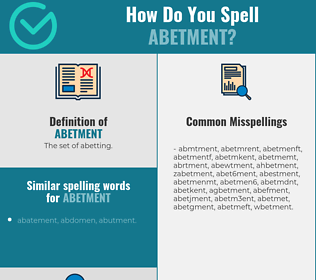 How Do You Spell
ABETMENT?
Definition of
ABETMENT
The set of abetting.
Similar spelling words
for ABETMENT
abatement, abdomen, abutment.
Common Misspellings
- abmtment, abetmrent, abetmenft,
abetmentf, abetmkent, abetmemt,
abrtment, abewtment, ahbetment,
zabetment, abet6ment, abestment,
abetmenmt, abetmen6, abetmdnt,
abetkent, agbetment, abefment,
abetjment, abetm3ent, abetmet,
abetgment, abetmeft, wbetment.